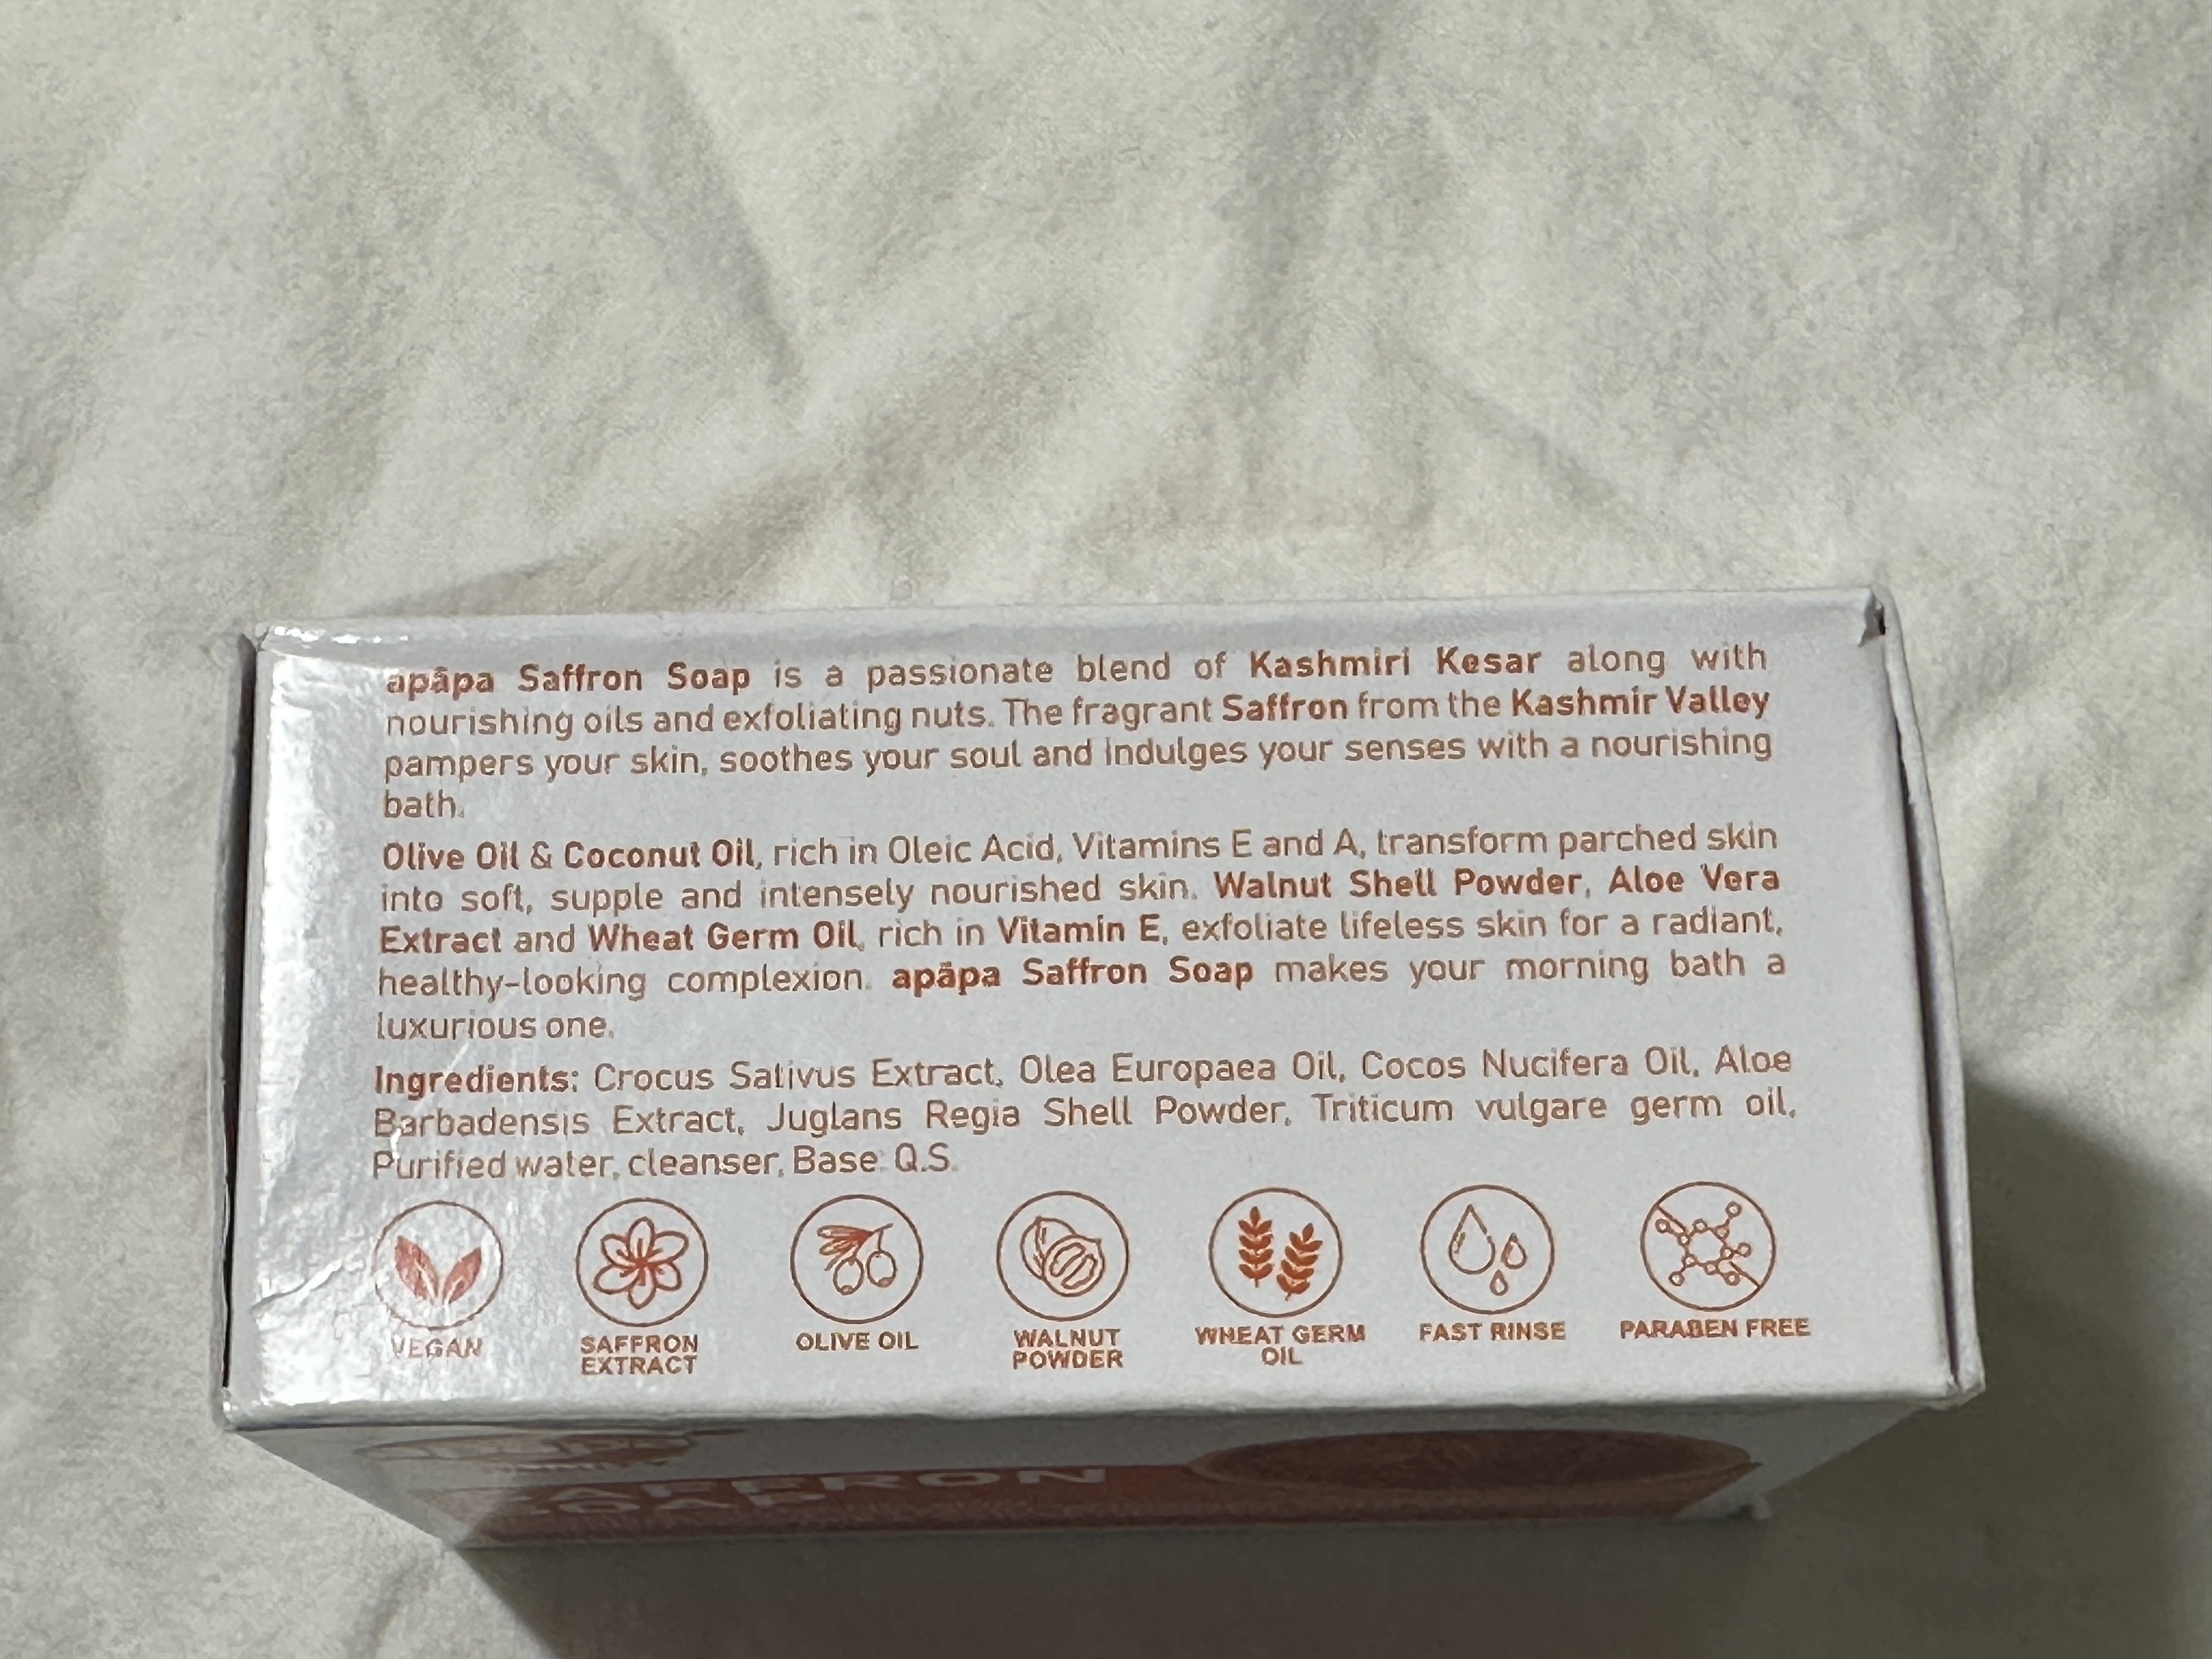 apāpa Saffron Soap is a passionate blend of Kashmiri Kesar along with
nourishing oils and exfoliating nuts. The fragrant Saffron from the Kashmir Valley
pampers your skin, soothes your soul and indulges your senses with a nourishing
bath.
Olive Oil & Coconut Oil, rich in Oleic Acid, Vitamins E and A, transform parched skin
into soft, supple and intensely nourished skin. Walnut Shell Powder, Aloe Vera
Extract and Wheat Germ Oil, rich in Vitamin E, exfoliate lifeless skin for a radiant,
healthy-looking complexion. apāpa Saffron Soap makes your morning bath a
luxurious one.
Ingredients: Crocus Sativus Extract, Olea Europaea Oil, Cocos Nucifera Oil, Aloe
Barbadensis Extract, Juglans Regia Shell Powder, Triticum vulgare germ oil,
Purified water, cleanser, Base: Q.S.
VEGAN
SAFFRON
EXTRACT
OLIVE OIL
WALNUT
POWDER
WHEAT GERM
OIL
FAST RINSE
PARABEN FREE
SAFFRON
SOAP